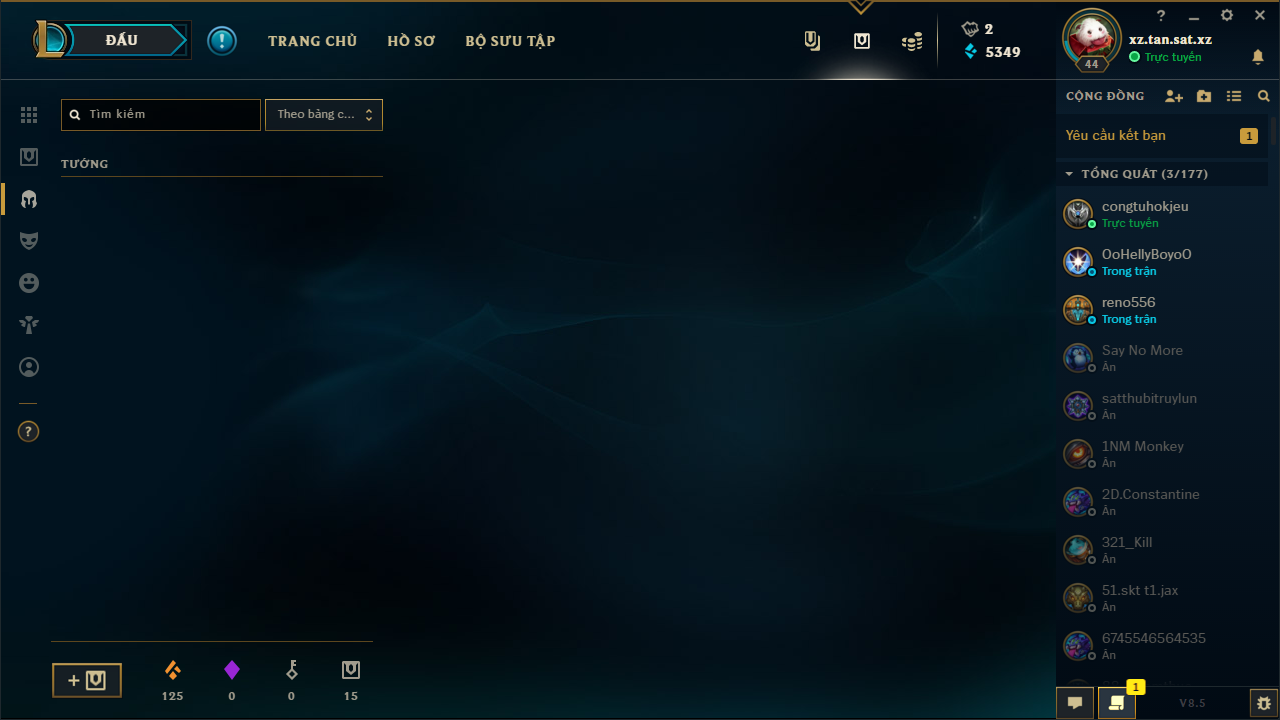 ĐẤU
TRANG CHỦ
HỒ SƠ
BỘ SƯU TẬP
2
5349
44
xz.tan.sat.xz
Trực tuyến
Tìm kiếm
Theo bảng c...
TƯỚNG
CỘNG ĐỒNG
Yêu cầu kết bạn
1
TỔNG QUÁT (3/177)
congtuhokjeu
Trực tuyến
OoHellyBoyoO
Trong trận
reno556
Trong trận
Say No More
Ẩn
satthubitruylun
Ẩn
1NM Monkey
Ẩn
2D.Constantine
Ẩn
321_Kill
Ẩn
51.skt t1.jax
Ẩn
6745546564535
Ẩn
125
0
0
15
1
V8.5